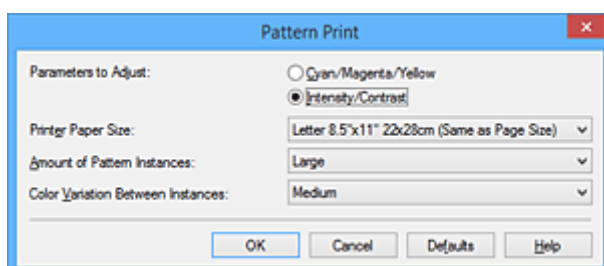 Pattern Print
Parameters to Adjust:
Cyan/Magenta/Yellow
Intensity/Contrast
Printer Paper Size:
Letter 8.5"x11" 22x28cm (Same as Page Size)
Amount of Pattern Instances:
Large
Color Variation Between Instances:
Medium
OK Cancel Defaults Help